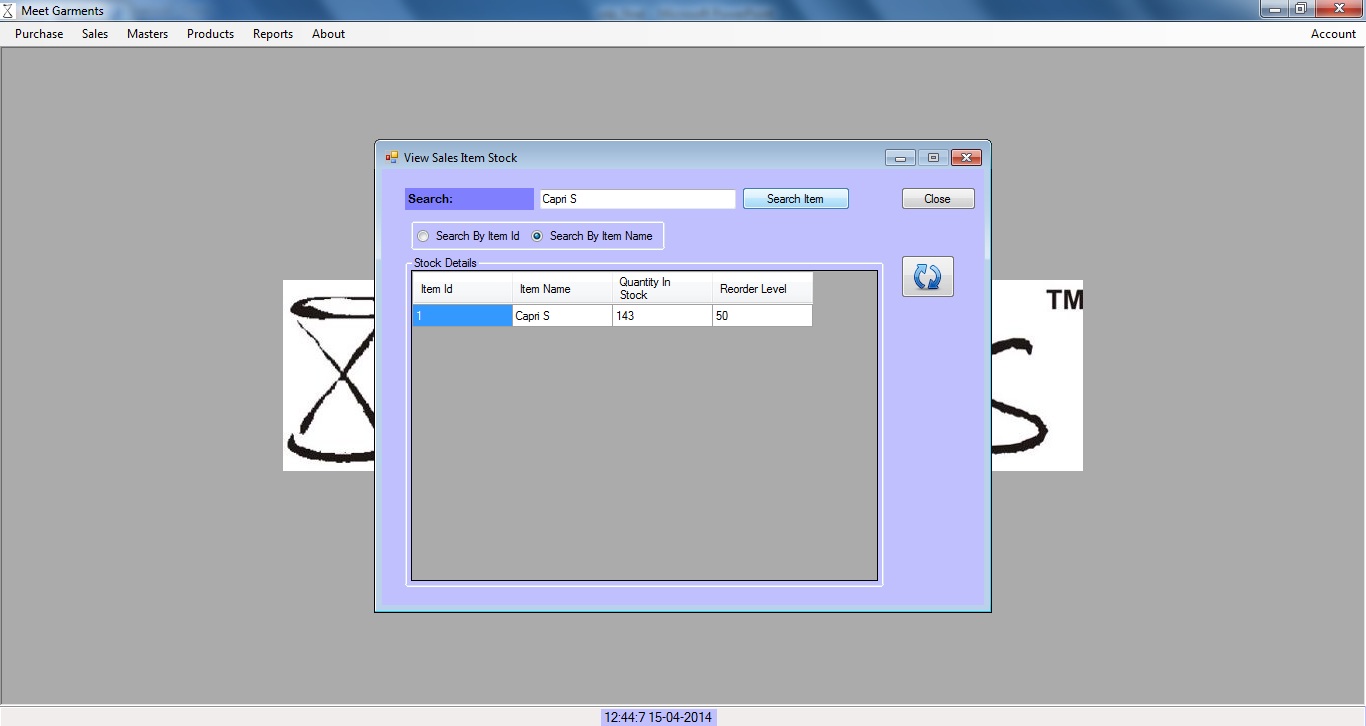 Meet Garments
Purchase Sales Masters Products Reports About Account
View Sales Item Stock
Search: Capri S Search Item Close
Search By Item Id Search By Item Name
Stock Details
Item Id Item Name Quantity In Stock Reorder Level
1 Capri S 143 50
TM
S
12:44:7 15-04-2014